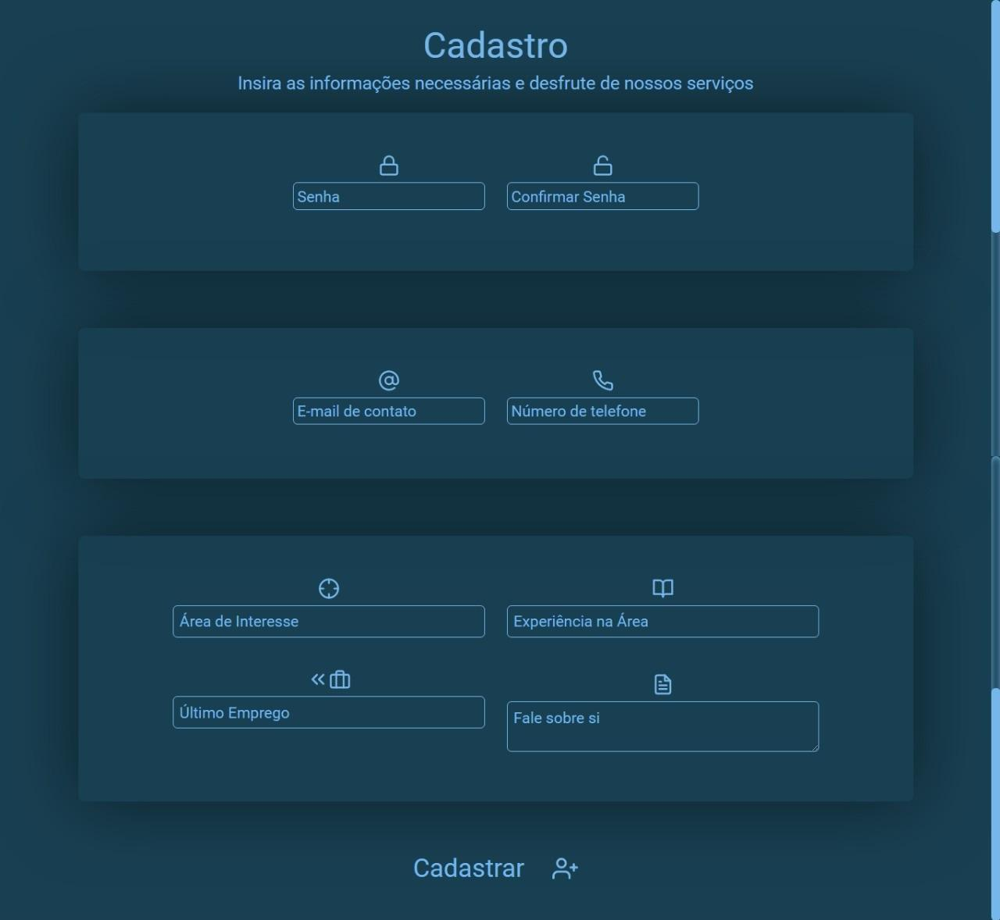 Cadastro
Insira as informações necessárias e desfrute de nossos serviços
Senha
Confirmar Senha
E-mail de contato
Número de telefone
Área de Interesse
Experiência na Área
Último Emprego
Fale sobre si
Cadastrar